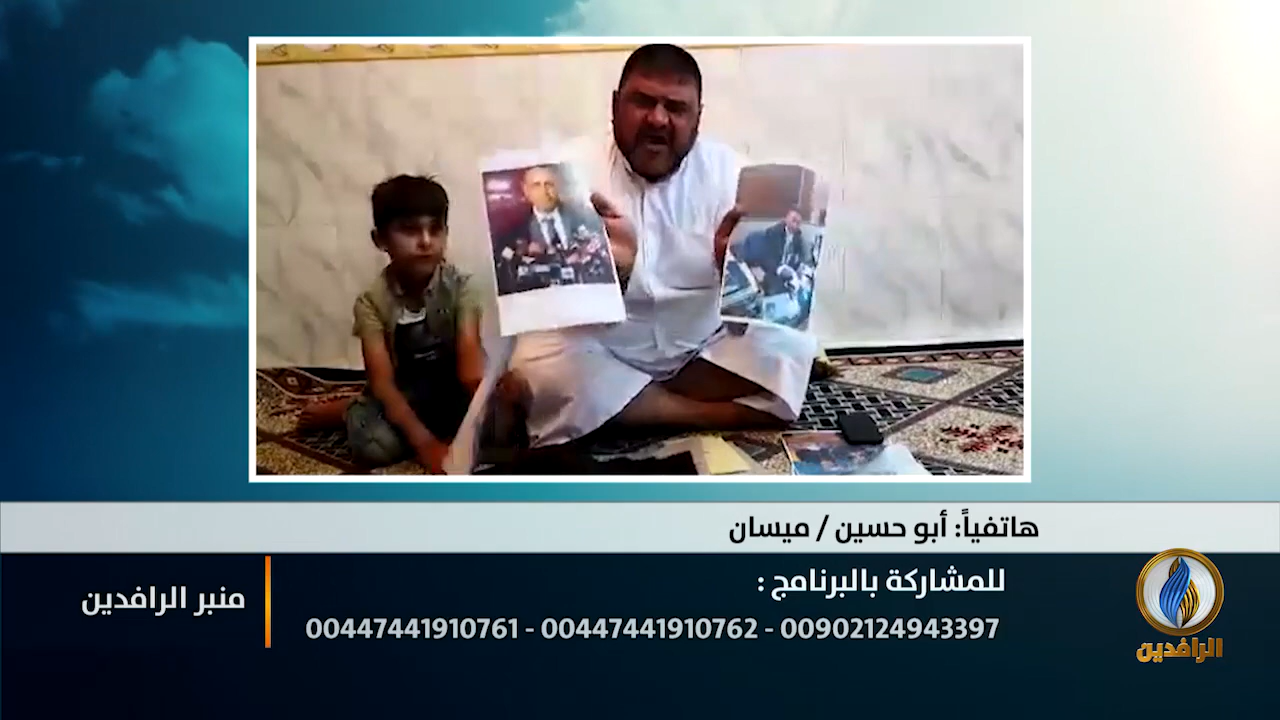 هاتفياً: أبو حسين / ميسان
للمشاركة بالبرنامج :
00447441910761 - 00447441910762 - 00902124943397
منبر الرافدين
الرافدين